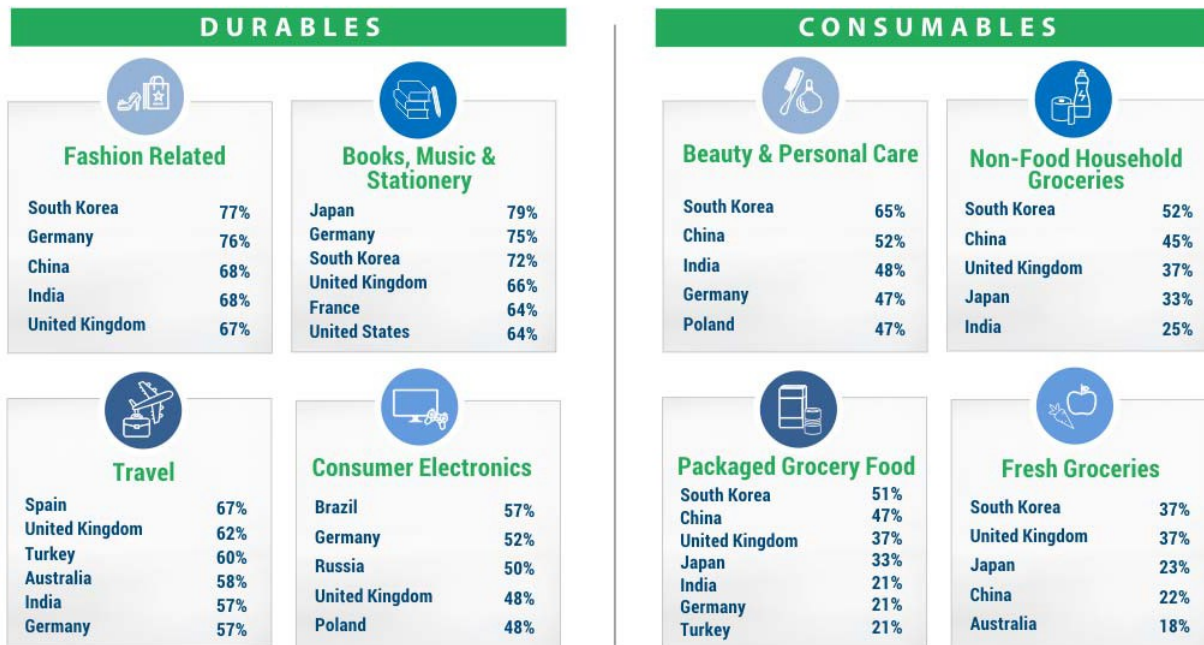 DURABLES
Fashion Related
South Korea 77%
Germany 76%
China 68%
India 68%
United Kingdom 67%
Books, Music &
Stationery
Japan 79%
Germany 75%
South Korea 72%
United Kingdom 66%
France 64%
United States 64%
Travel
Spain 67%
United Kingdom 62%
Turkey 60%
Australia 58%
India 57%
Germany 57%
Consumer Electronics
Brazil 57%
Germany 52%
Russia 50%
United Kingdom 48%
Poland 48%
CONSUMABLES
Beauty & Personal Care
South Korea 65%
China 52%
India 48%
Germany 47%
Poland 47%
Non-Food Household
Groceries
South Korea 52%
China 45%
United Kingdom 37%
Japan 33%
India 25%
Packaged Grocery Food
South Korea 51%
China 47%
United Kingdom 37%
Japan 33%
India 21%
Germany 21%
Turkey 21%
Fresh Groceries
South Korea 37%
United Kingdom 37%
Japan 23%
China 22%
Australia 18%